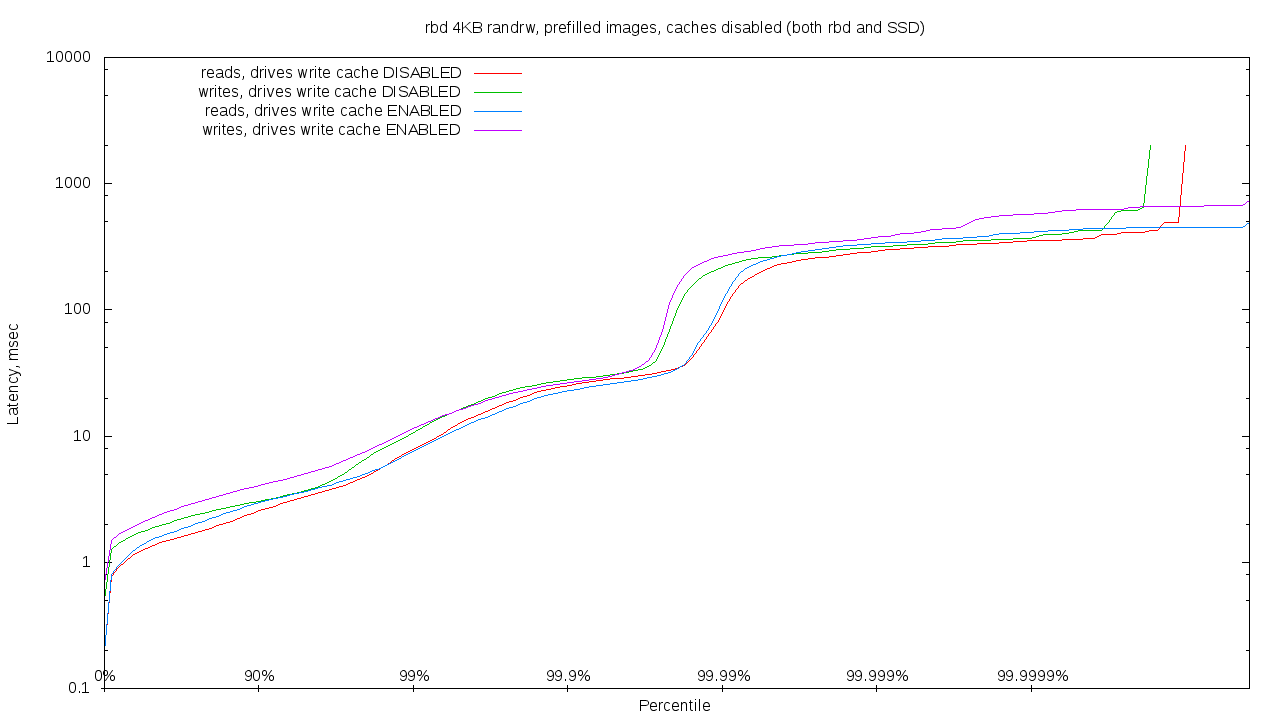 rbd 4KB randrw, prefilled images, caches disabled (both rbd and SSD)
10000
reads, drives write cache DISABLED
writes, drives write cache DISABLED
reads, drives write cache ENABLED
writes, drives write cache ENABLED
1000
100
Latency, msec
10
1
0.1
0%
90%
99%
99.9%
99.99%
99.999%
99.9999%
Percentile